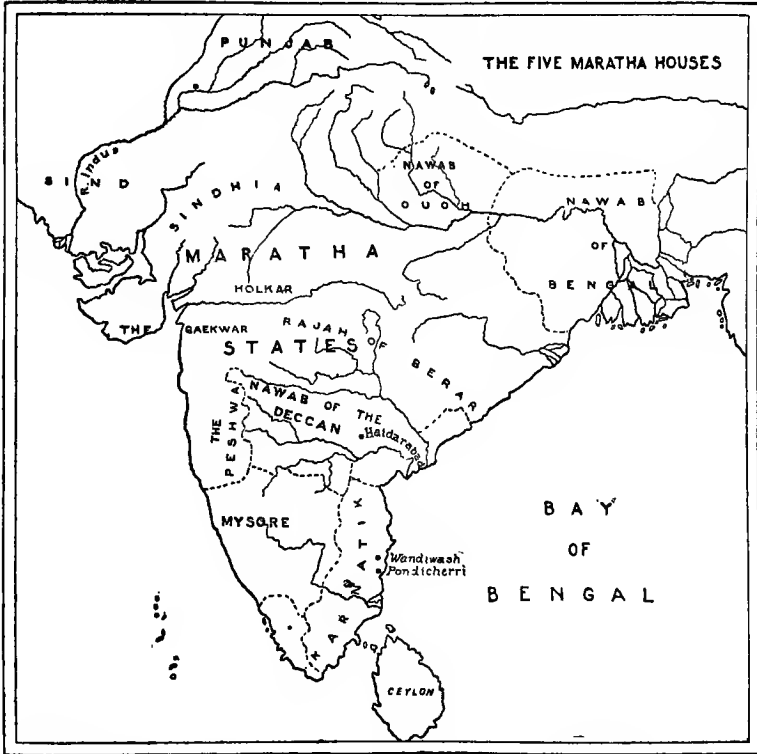 PUNJAB
THE FIVE MARATHA HOUSES
R. Indus
SIND
SINDHIA
NAWAB
OF
OUDH
NAWAB
OF
BENGAL
MARATHA
HOLKAR
THE GAEKWAR
RAJAH OF
STATES
BERAR
NAWAB OF THE
DECCAN
Haidarabad
THE
PESHWA
MYSORE
KARNATIK
Wandiwash
Pondicherri
BAY
OF
BENGAL
CEYLON